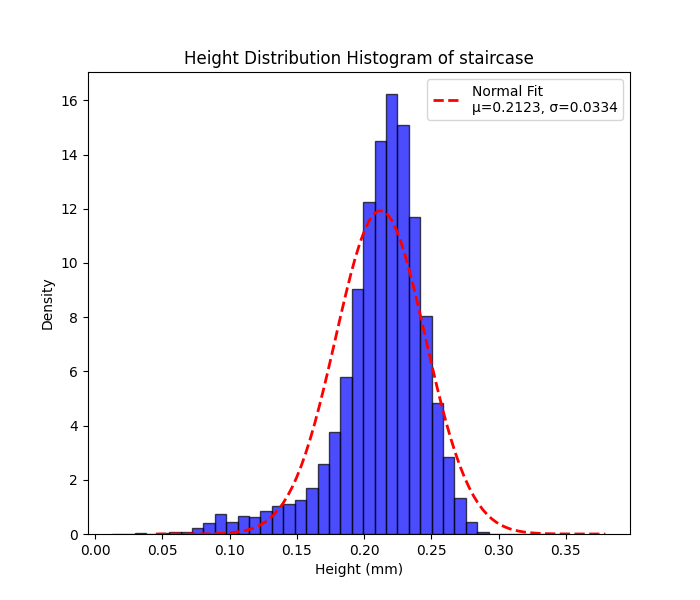 Height Distribution Histogram of staircase
Normal Fit
μ=0.2123, σ=0.0334
Density
16
14
12
10
8
6
4
2
0
0.00 0.05 0.10 0.15 0.20 0.25 0.30 0.35
Height (mm)